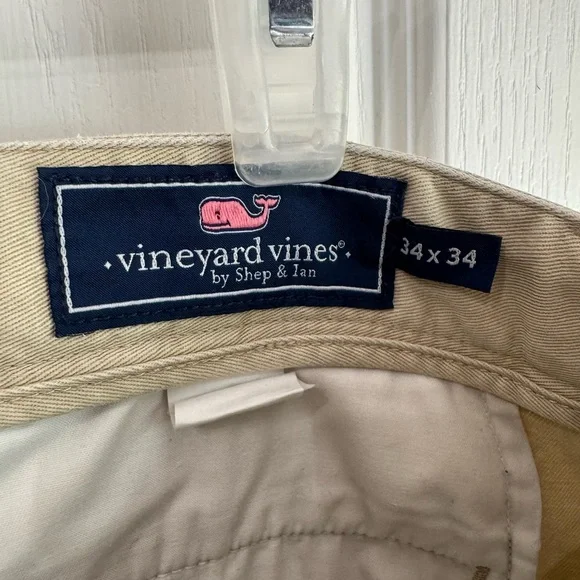 · vineyard vines® ·
by Shep & Ian
34 x 34